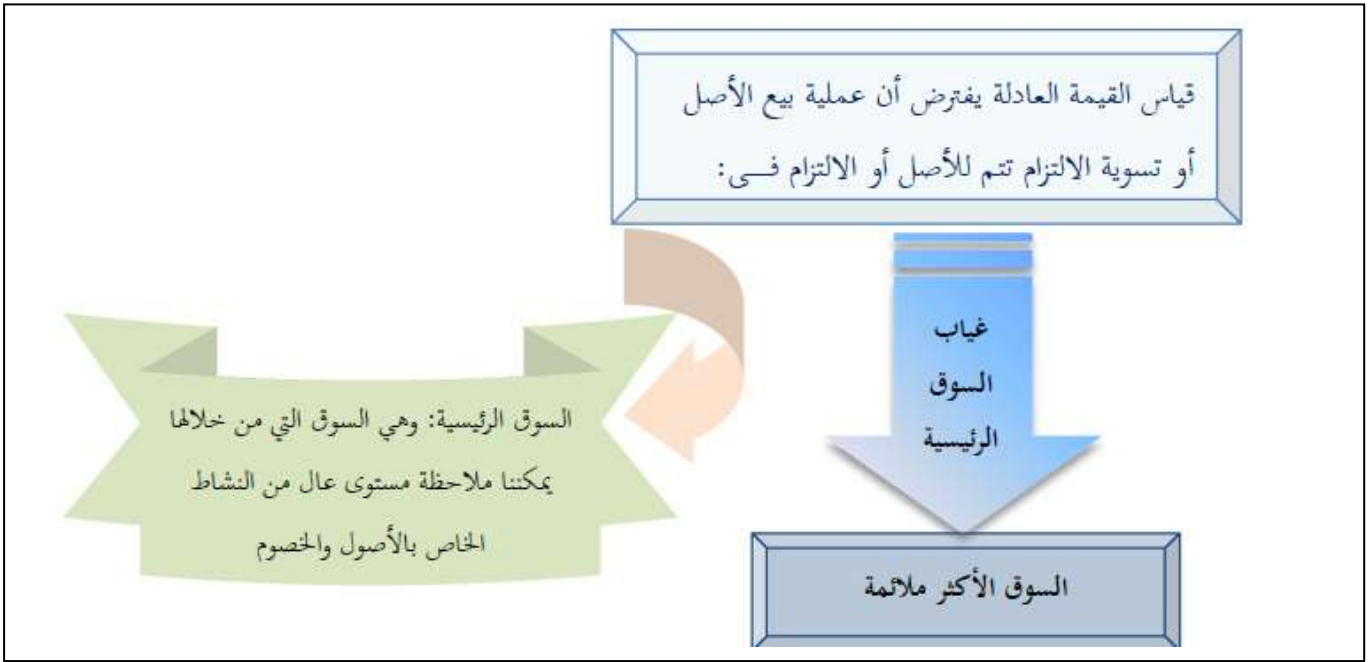 قياس القيمة العادلة يفترض أن عملية بيع الأصل
أو تسوية الالتزام تتم للأصل أو الالتزام فــى:
غياب
السوق
الرئيسية
السوق الرئيسية: وهي السوق التي من خلالها
يمكننا ملاحظة مستوى عال من النشاط
الخاص بالأصول والخصوم
السوق الأكثر ملائمة